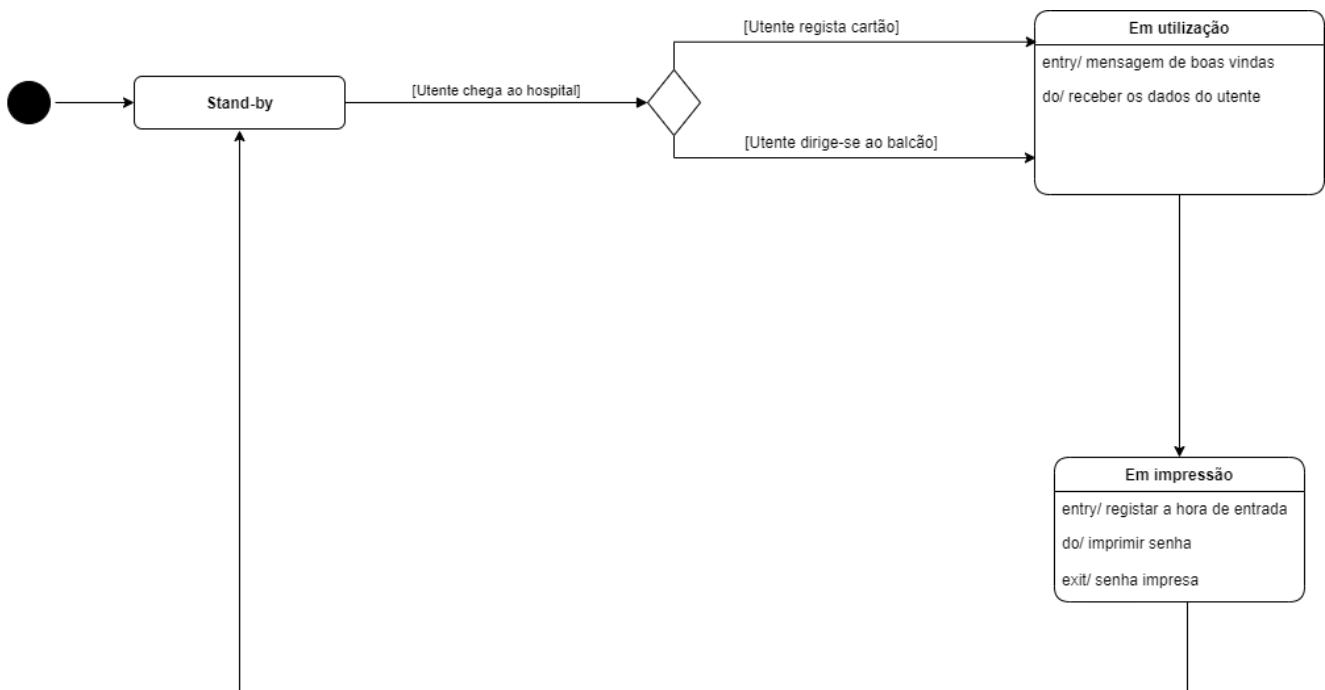 [Utente regista cartão]
Em utilização
entry/ mensagem de boas vindas
do/ receber os dados do utente
Stand-by
[Utente chega ao hospital]
[Utente dirige-se ao balcão]
Em impressão
entry/ registar a hora de entrada
do/ imprimir senha
exit/ senha impresa